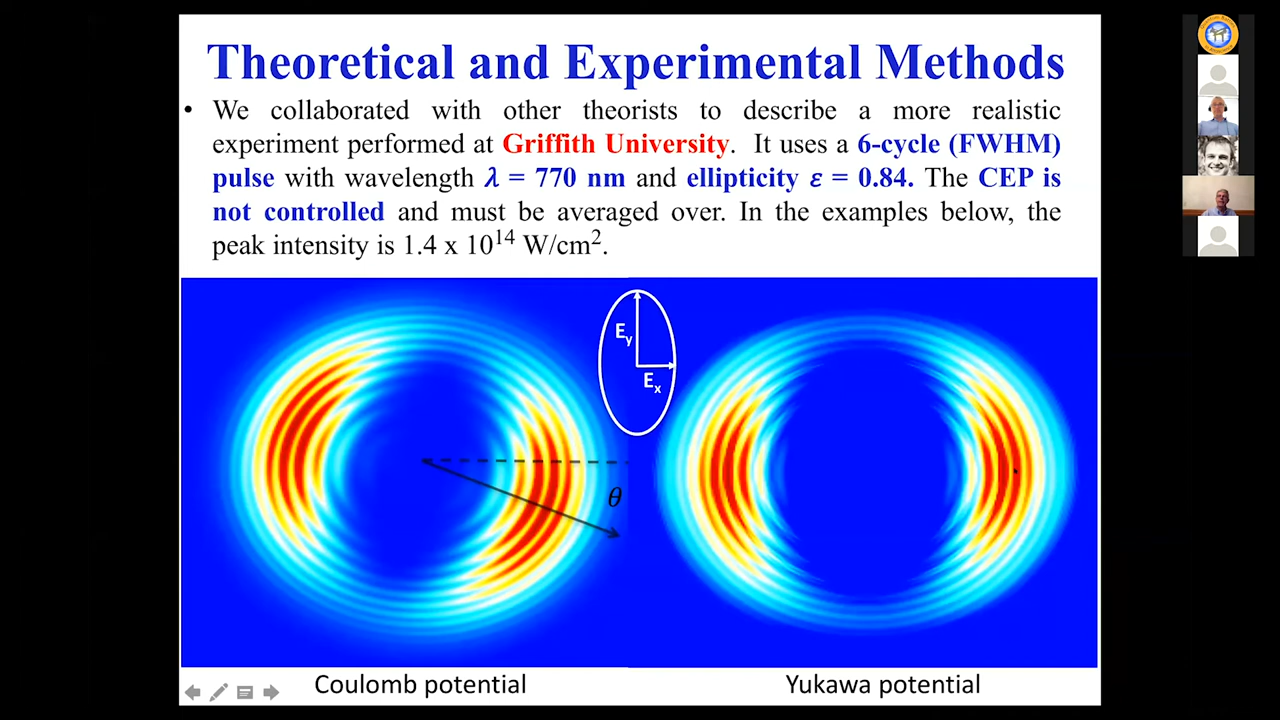 Theoretical and Experimental Methods
• We collaborated with other theorists to describe a more realistic
experiment performed at Griffith University. It uses a 6-cycle (FWHM)
pulse with wavelength λ = 770 nm and ellipticity ε = 0.84. The CEP is
not controlled and must be averaged over. In the examples below, the
peak intensity is 1.4 x 10¹⁴ W/cm².
E_y
E_x
θ
Coulomb potential
Yukawa potential